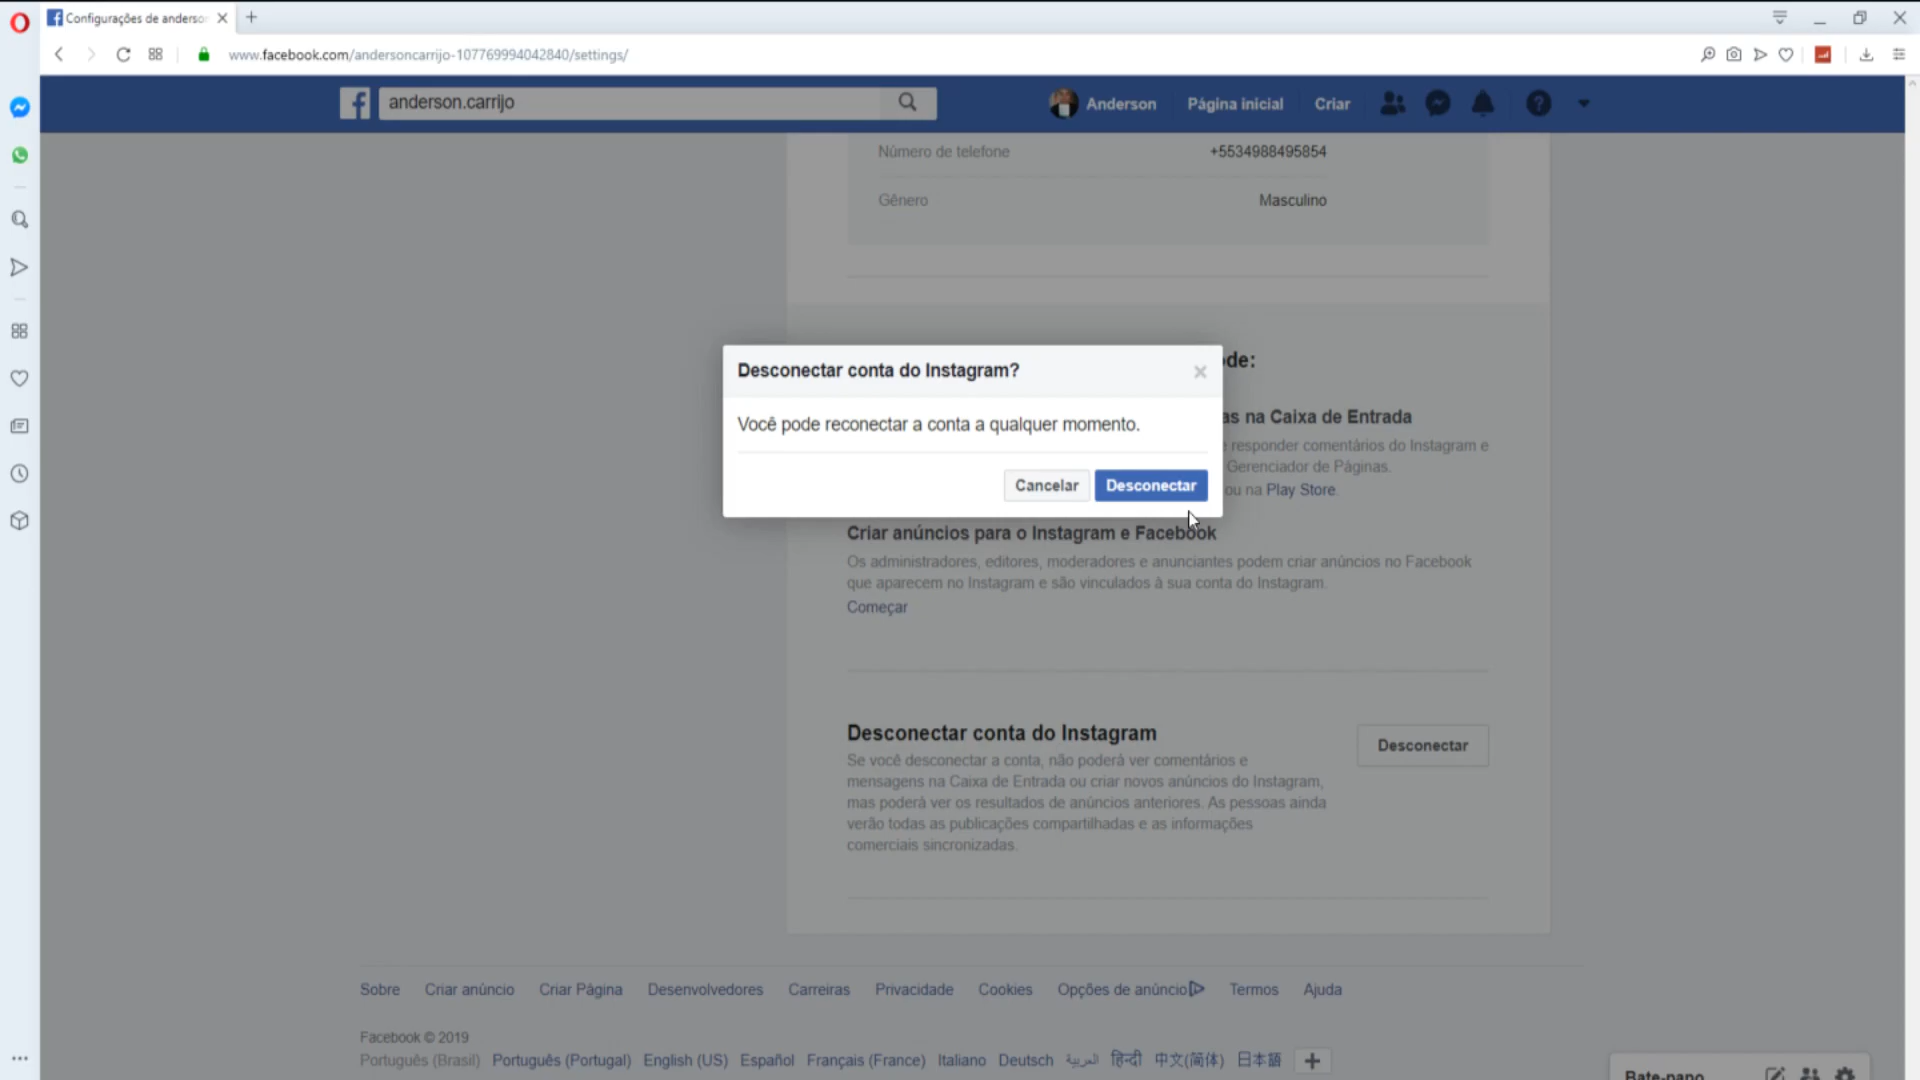 Configurações de anderso
www.facebook.com/andersoncarrijo-107769994042840/settings/
anderson.carrijo
Anderson
Página inicial
Criar
Número de telefone
+5534988495854
Gênero
Masculino
Desconectar conta do Instagram?
Você pode reconectar a conta a qualquer momento.
Cancelar
Desconectar
de:
as na Caixa de Entrada
responder comentários do Instagram e
Gerenciador de Páginas.
ou na Play Store.
Criar anúncios para o Instagram e Facebook
Os administradores, editores, moderadores e anunciantes podem criar anúncios no Facebook
que aparecem no Instagram e são vinculados à sua conta do Instagram.
Começar
Desconectar conta do Instagram
Desconectar
Se você desconectar a conta, não poderá ver comentários e
mensagens na Caixa de Entrada ou criar novos anúncios do Instagram,
mas poderá ver os resultados de anúncios anteriores. As pessoas ainda
verão todas as publicações compartilhadas e as informações
comerciais sincronizadas.
Sobre Criar anúncio Criar Página Desenvolvedores Carreiras Privacidade Cookies Opções de anúncio Termos Ajuda
Facebook © 2019
Português (Brasil) Português (Portugal) English (US) Español Français (France) Italiano Deutsch العربية हिन्दी 中文(简体) 日本語
Bate-papo